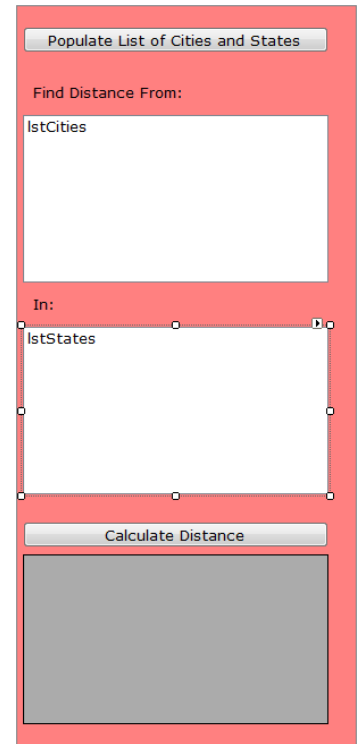 Populate List of Cities and States
Find Distance From:
lstCities
In:
lstStates
Calculate Distance